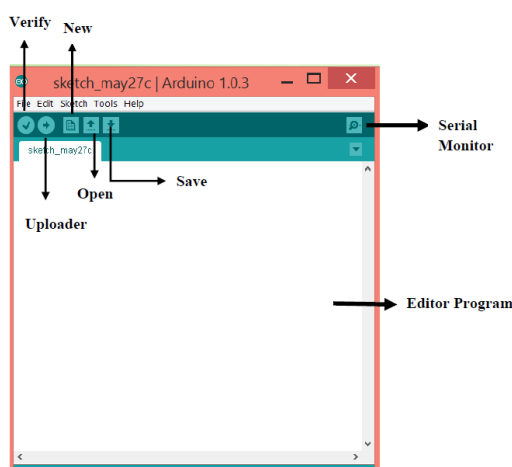 Verify
New
sketch_may27c | Arduino 1.0.3
File Edit Sketch Tools Help
Serial
Monitor
sketch_may27c
Save
Open
Uploader
Editor Program